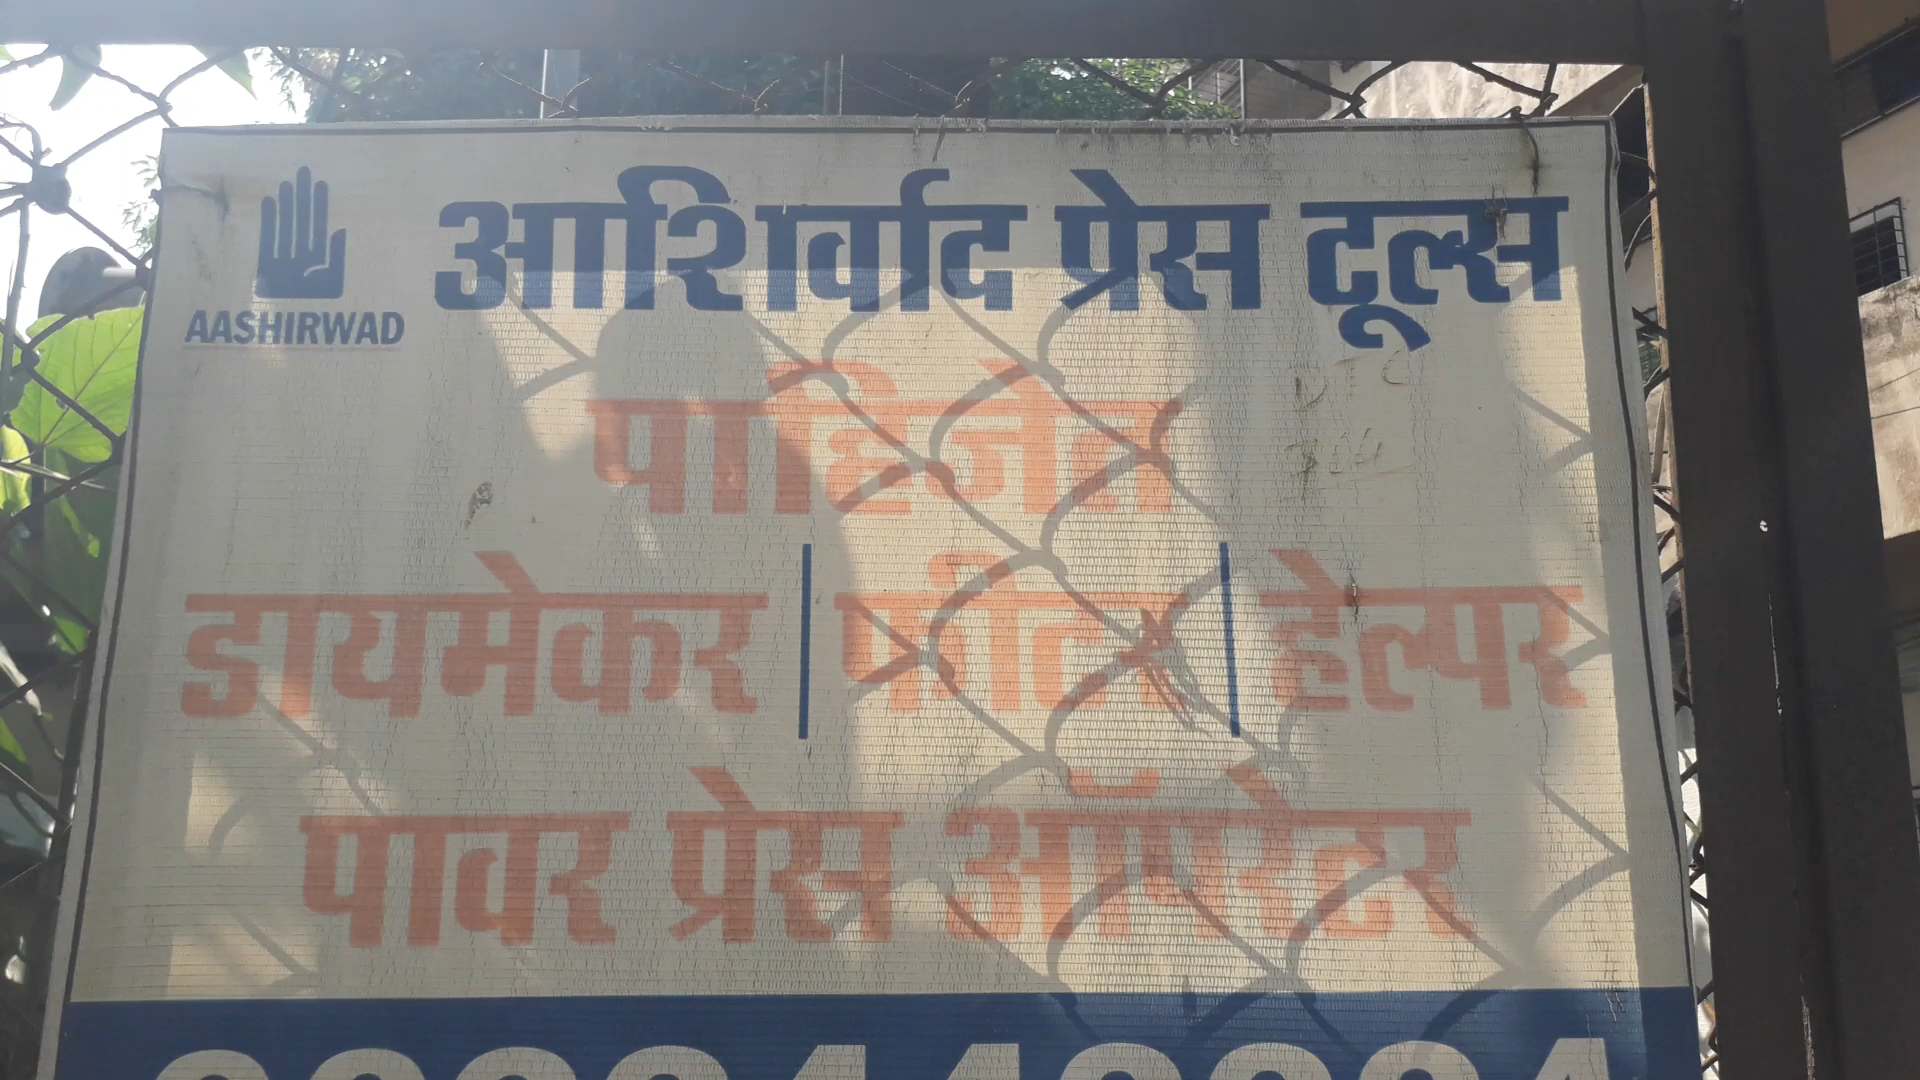 आशिर्वाद प्रेस टूल्स
AASHIRWAD
पाहिजेत
डायमेकर | फीटर | हेल्पर
पावर प्रेस ऑपरेटर